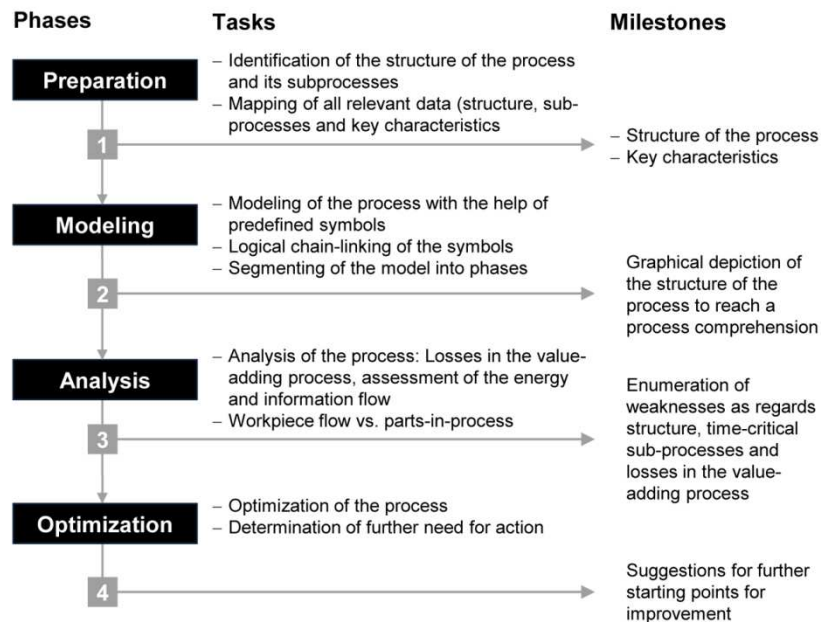 Phases Tasks Milestones
Preparation
– Identification of the structure of the process
and its subprocesses
– Mapping of all relevant data (structure, sub-
processes and key characteristics
1
– Structure of the process
– Key characteristics
Modeling
– Modeling of the process with the help of
predefined symbols
– Logical chain-linking of the symbols
– Segmenting of the model into phases
2
Graphical depiction of
the structure of the
process to reach a
process comprehension
Analysis
– Analysis of the process: Losses in the value-
adding process, assessment of the energy
and information flow
– Workpiece flow vs. parts-in-process
3
Enumeration of
weaknesses as regards
structure, time-critical
sub-processes and
losses in the value-
adding process
Optimization
– Optimization of the process
– Determination of further need for action
4
Suggestions for further
starting points for
improvement